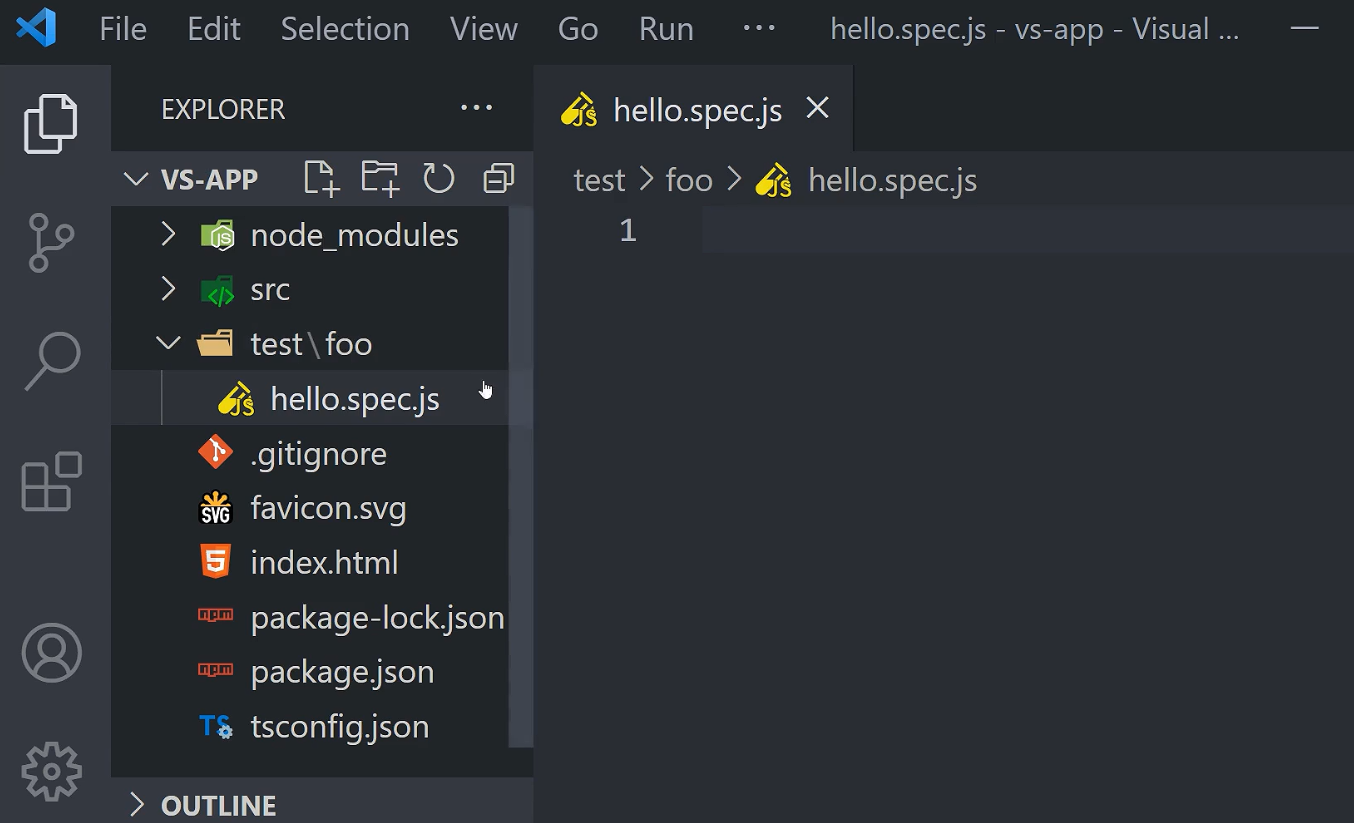 File Edit Selection View Go Run ··· hello.spec.js - vs-app - Visual ...
EXPLORER ···
hello.spec.js
VS-APP
test > foo > hello.spec.js
1
node_modules
src
test\foo
hello.spec.js
.gitignore
favicon.svg
index.html
package-lock.json
package.json
tsconfig.json
OUTLINE